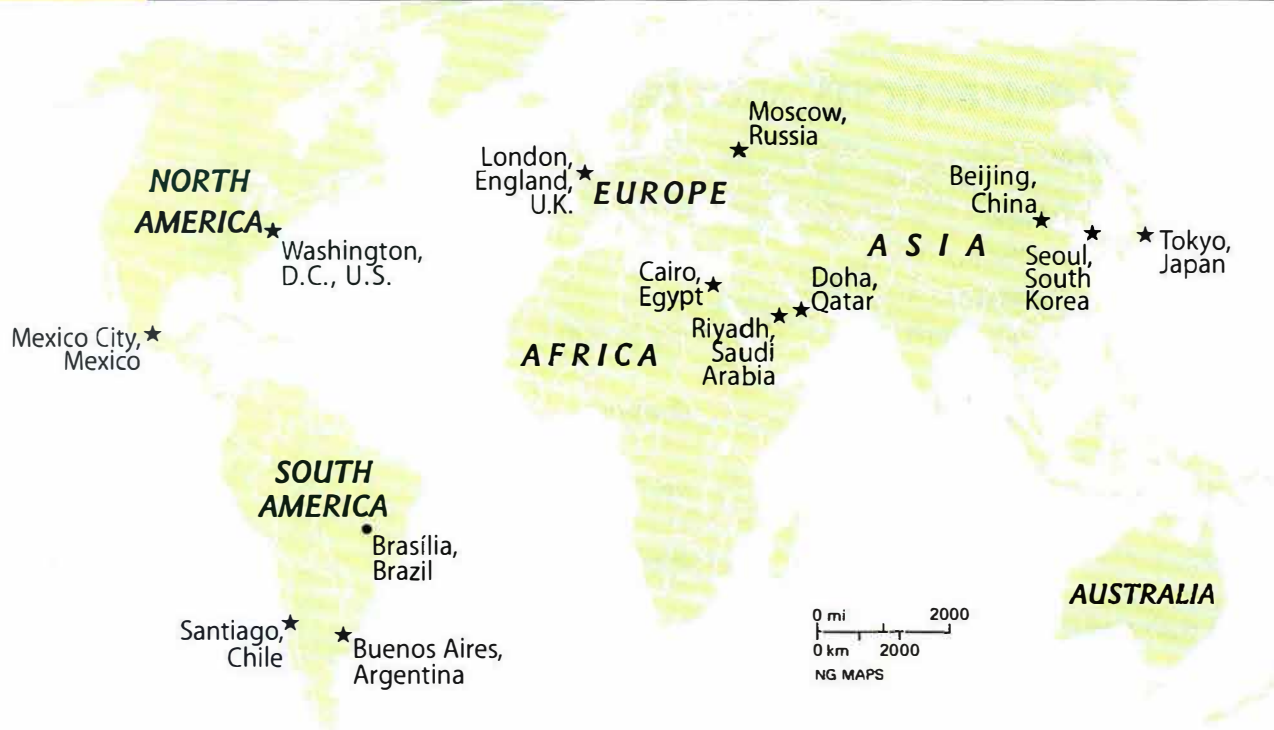 NORTH
AMERICA
Washington,
D.C., U.S.
Mexico City,
Mexico
SOUTH
AMERICA
Brasília,
Brazil
Santiago,
Chile
Buenos Aires,
Argentina
London,
England,
U.K.
EUROPE
Moscow,
Russia
Cairo,
Egypt
Doha,
Qatar
Riyadh,
Saudi
Arabia
AFRICA
ASIA
Beijing,
China
Seoul,
South
Korea
Tokyo,
Japan
AUSTRALIA
0 mi 2000
0 km 2000
NG MAPS